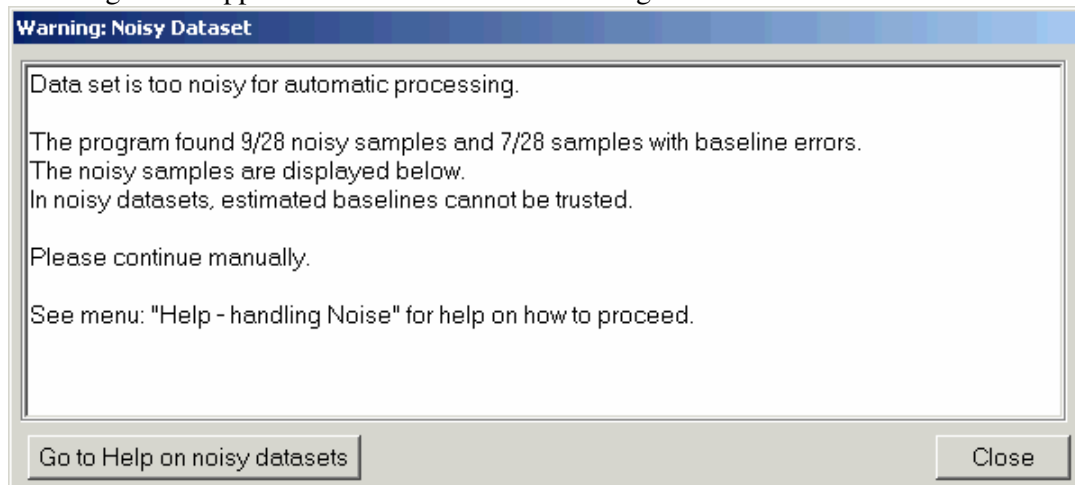 Warning: Noisy Dataset
Data set is too noisy for automatic processing.
The program found 9/28 noisy samples and 7/28 samples with baseline errors.
The noisy samples are displayed below.
In noisy datasets, estimated baselines cannot be trusted.
Please continue manually.
See menu: "Help - handling Noise" for help on how to proceed.
Go to Help on noisy datasets
Close